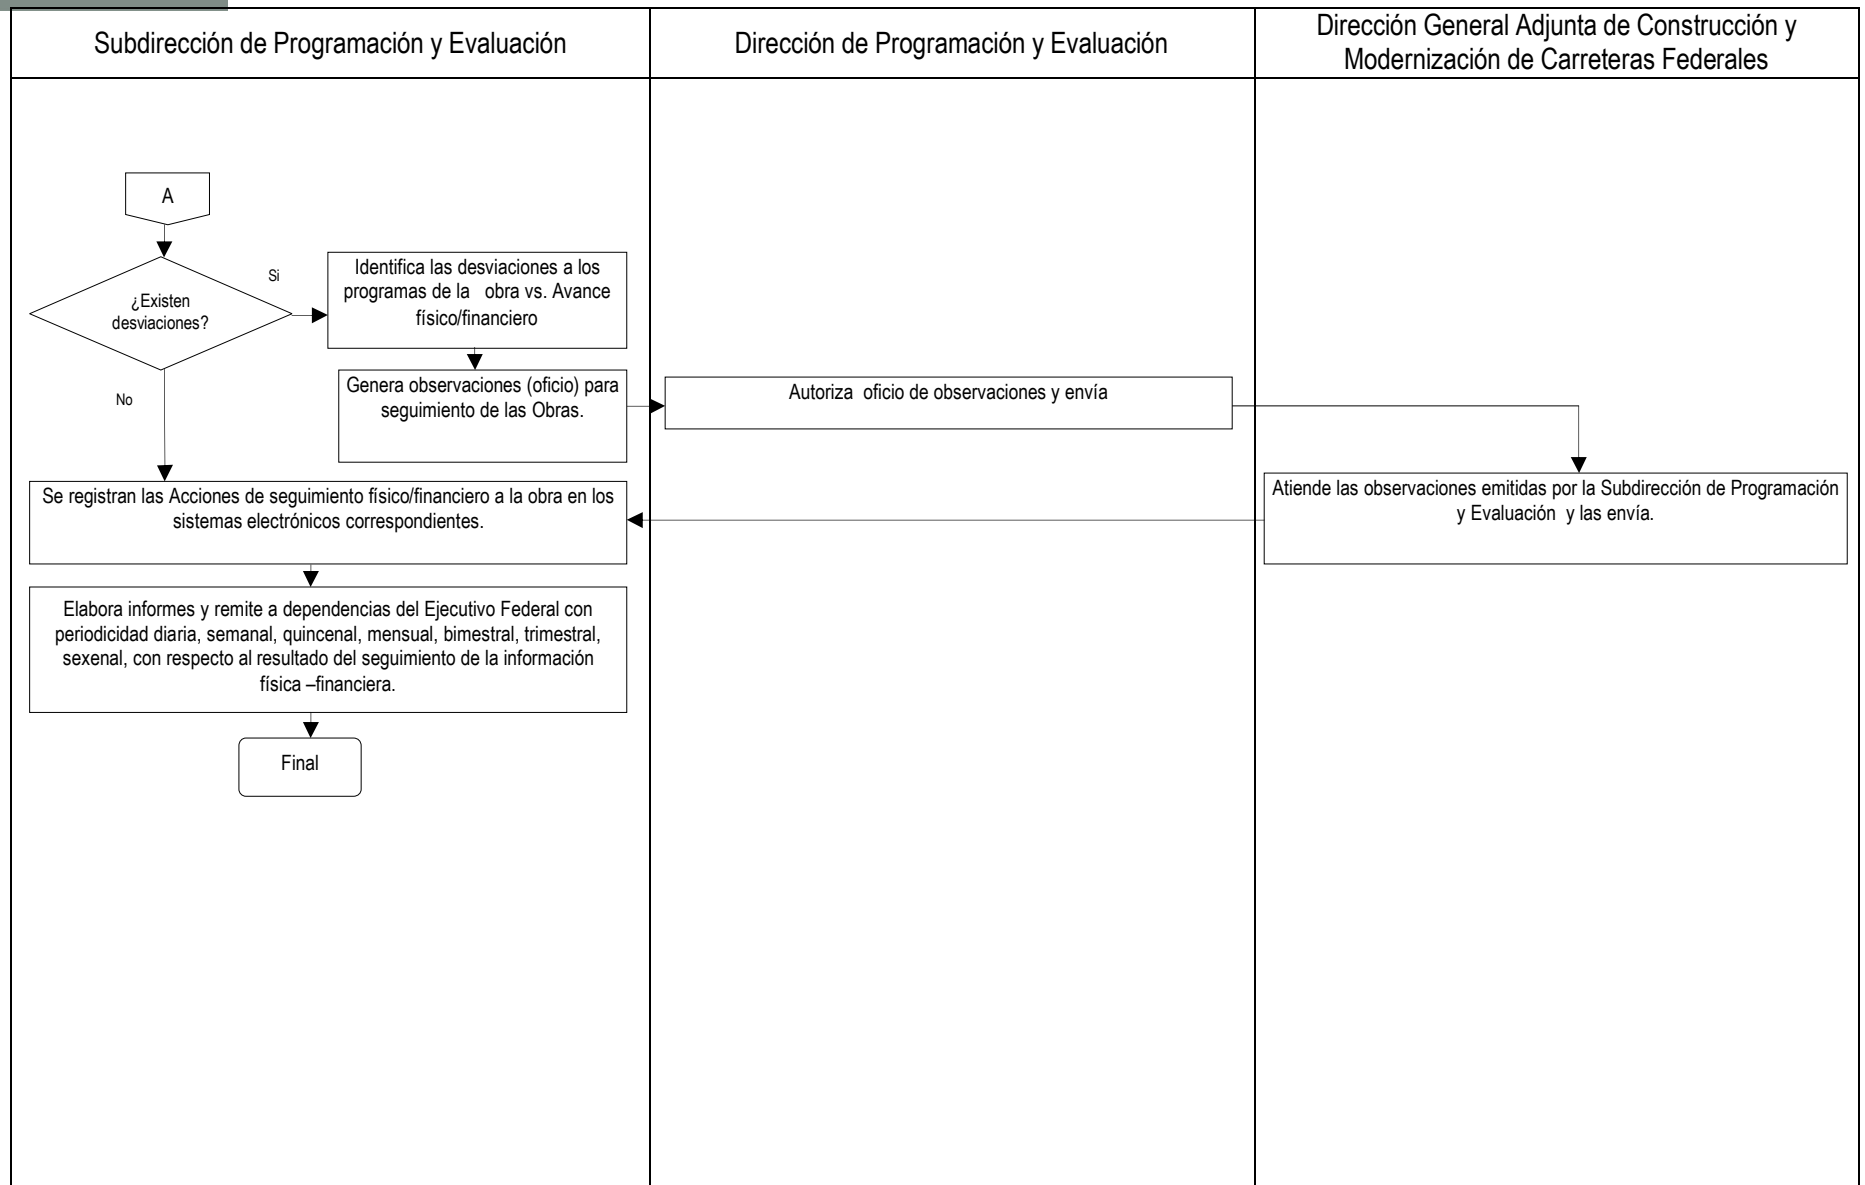 Subdirección de Programación y Evaluación
Dirección de Programación y Evaluación
Dirección General Adjunta de Construcción y
Modernización de Carreteras Federales
A
¿Existen
desviaciones?
Si
No
Identifica las desviaciones a los
programas de la obra vs. Avance
físico/financiero
Genera observaciones (oficio) para
seguimiento de las Obras.
Autoriza oficio de observaciones y envía
Atiende las observaciones emitidas por la Subdirección de Programación
y Evaluación y las envía.
Se registran las Acciones de seguimiento físico/financiero a la obra en los
sistemas electrónicos correspondientes.
Elabora informes y remite a dependencias del Ejecutivo Federal con
periodicidad diaria, semanal, quincenal, mensual, bimestral, trimestral,
sexenal, con respecto al resultado del seguimiento de la información
física –financiera.
Final